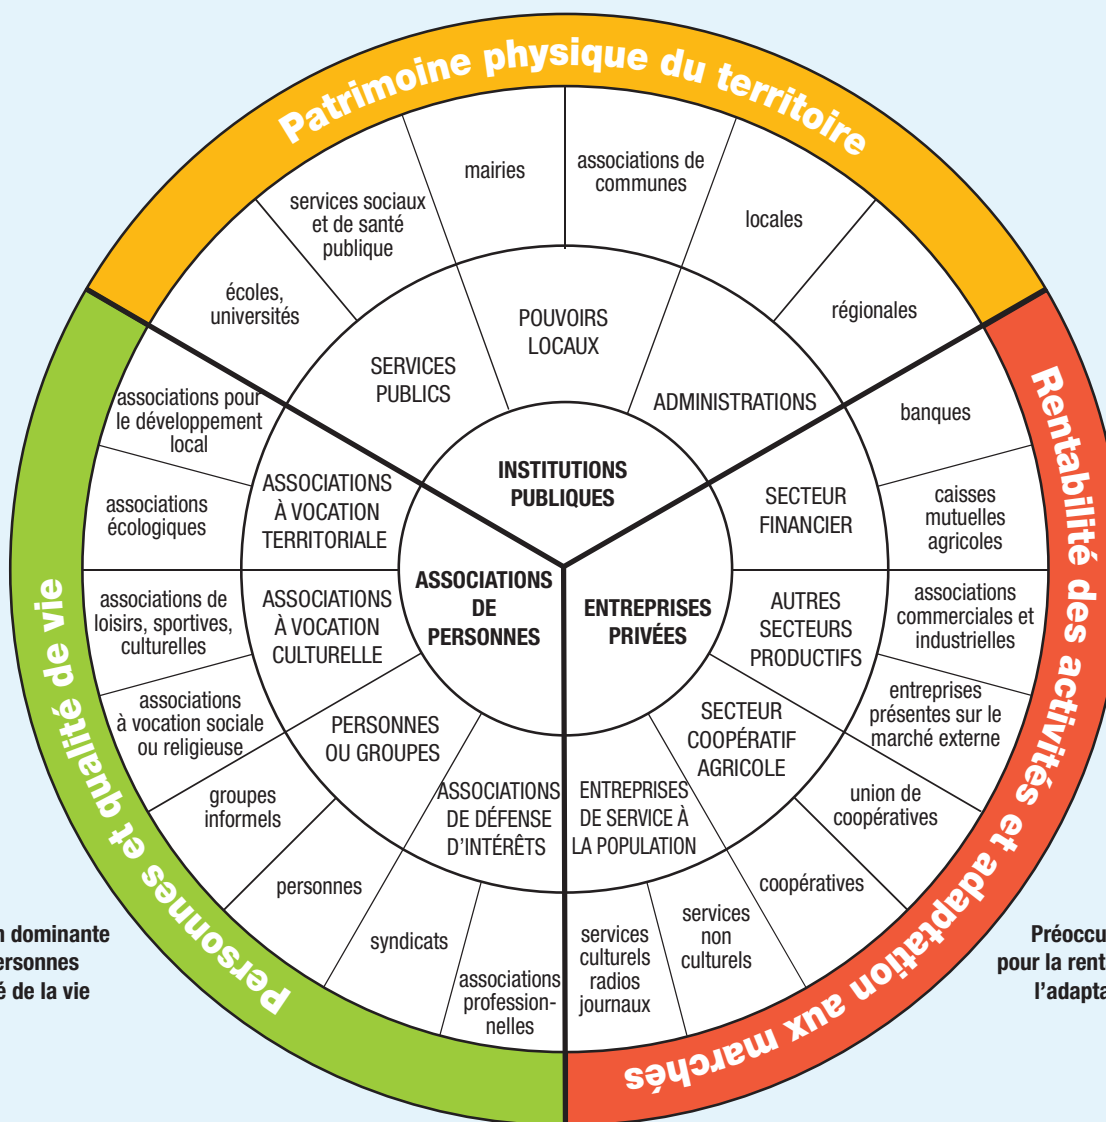 Patrimoine physique du territoire
mairies
associations de
communes
services sociaux
et de santé
publique
locales
écoles,
universités
régionales
POUVOIRS
LOCAUX
SERVICES
PUBLICS
ADMINISTRATIONS
INSTITUTIONS
PUBLIQUES
Rentabilité des activités et adaptation aux marchés
banques
caisses
mutuelles
agricoles
SECTEUR
FINANCIER
associations
commerciales et
industrielles
AUTRES
SECTEURS
PRODUCTIFS
ENTREPRISES
PRIVÉES
entreprises
présentes sur le
marché externe
SECTEUR
COOPÉRATIF
AGRICOLE
union de
coopératives
coopératives
ENTREPRISES
DE SERVICE À
LA POPULATION
services
non
culturels
services
culturels
radios
journaux
Personnes et qualité de vie
associations pour
le développement
local
associations
écologiques
ASSOCIATIONS
À VOCATION
TERRITORIALE
ASSOCIATIONS
DE
PERSONNES
associations de
loisirs, sportives,
culturelles
ASSOCIATIONS
À VOCATION
CULTURELLE
associations
à vocation sociale
ou religieuse
PERSONNES
OU GROUPES
groupes
informels
personnes
ASSOCIATIONS
DE DÉFENSE
D'INTÉRÊTS
syndicats
associations
profession-
nelles
n dominante
ersonnes
é de la vie
Préoccu
pour la rent
l'adapta